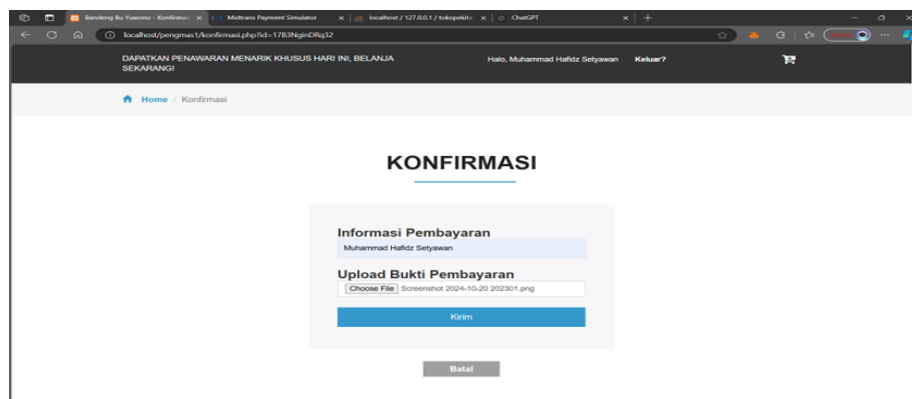 Bandeng Bu Yuwono - Konfirmas
Midtrans Payment Simulator
localhost / 127.0.0.1 / tokopekita
ChatGPT
localhost/pengmas1/konfirmasi.php?id=17B3NginDRq32
DAPATKAN PENAWARAN MENARIK KHUSUS HARI INI, BELANJA
SEKARANG!
Halo, Muhammad Hafidz Setyawan
Keluar?
Home / Konfirmasi
KONFIRMASI
Informasi Pembayaran
Muhammad Hafidz Setyawan
Upload Bukti Pembayaran
Choose File Screenshot 2024-10-20 202301.png
Kirim
Batal